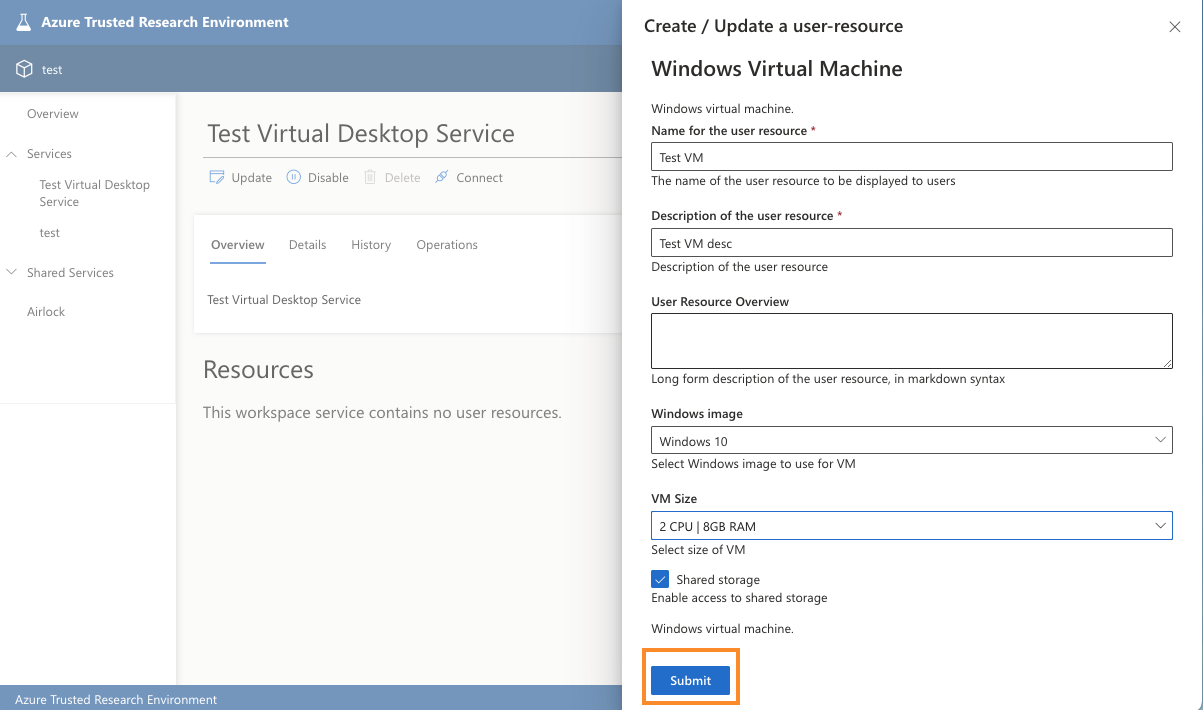 Azure Trusted Research Environment
test
Overview
Services
Test Virtual Desktop
Service
test
Shared Services
Airlock
Test Virtual Desktop Service
Update Disable Delete Connect
Overview Details History Operations
Test Virtual Desktop Service
Resources
This workspace service contains no user resources.
Azure Trusted Research Environment
Create / Update a user-resource
Windows Virtual Machine
Windows virtual machine.
Name for the user resource *
Test VM
The name of the user resource to be displayed to users
Description of the user resource *
Test VM desc
Description of the user resource
User Resource Overview
Long form description of the user resource, in markdown syntax
Windows image
Windows 10
Select Windows image to use for VM
VM Size
2 CPU | 8GB RAM
Select size of VM
Shared storage
Enable access to shared storage
Windows virtual machine.
Submit